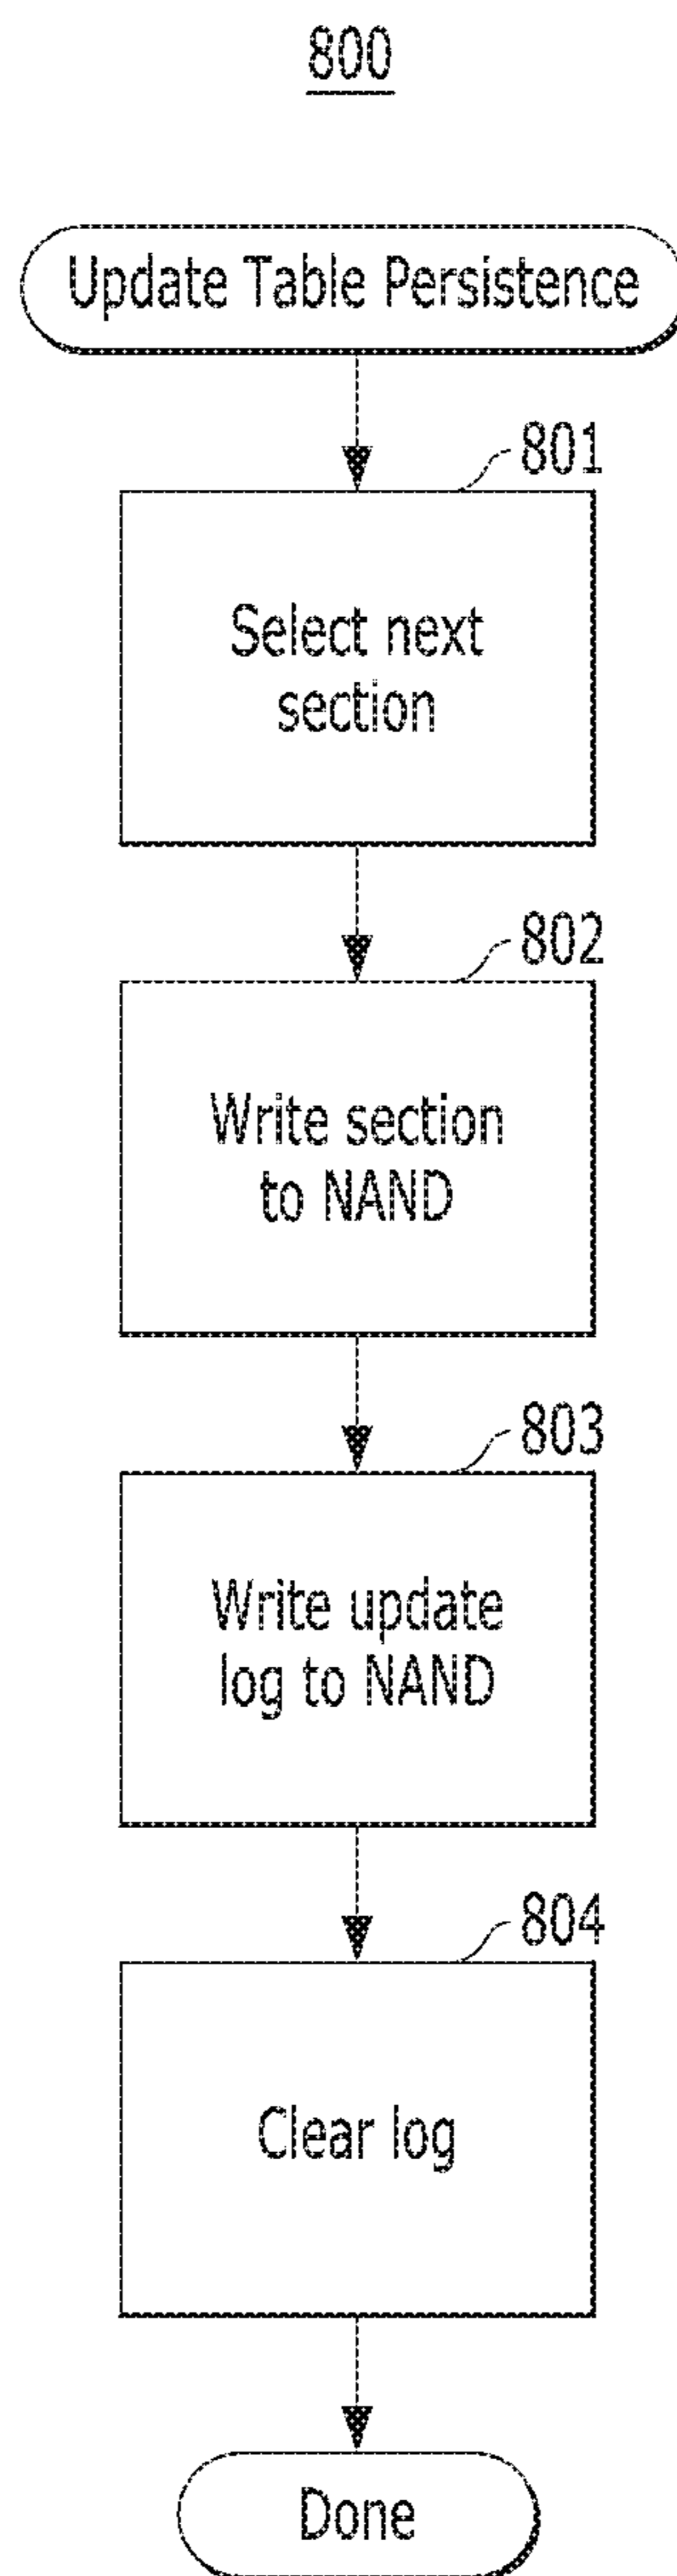 800
Update Table Persistence
801
Select next
section
802
Write section
to NAND
803
Write update
log to NAND
804
Clear log
Done